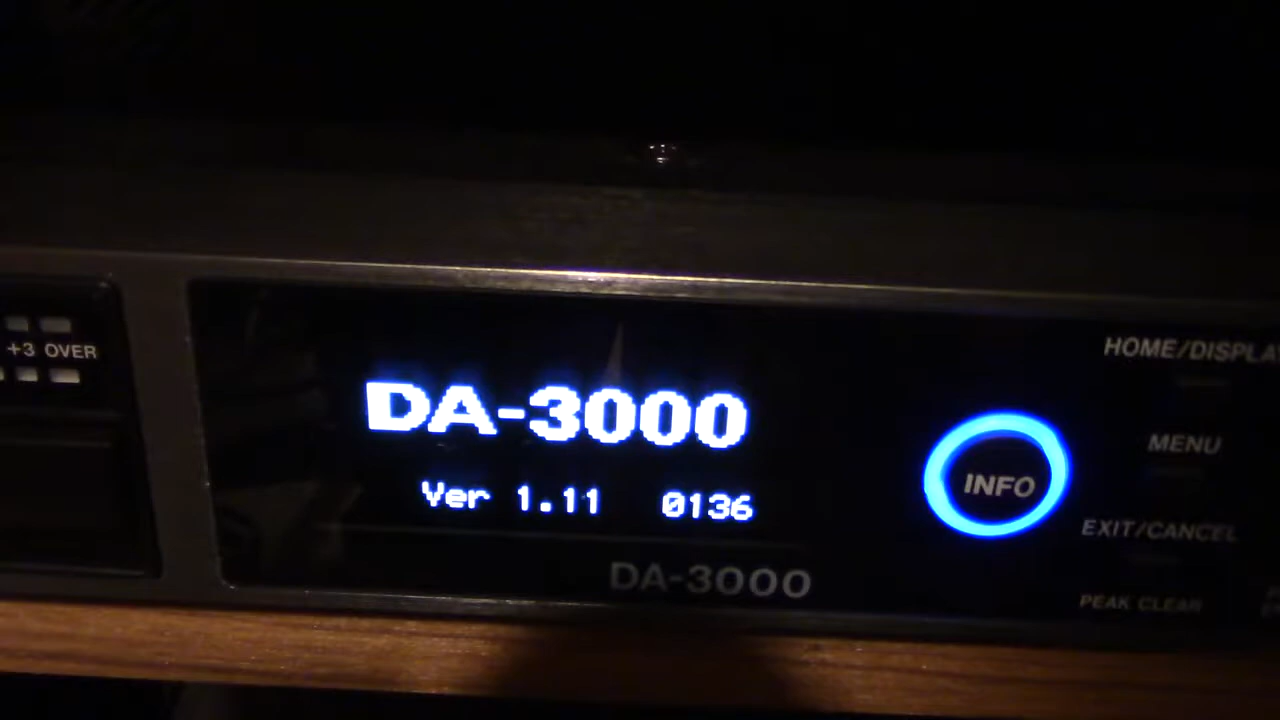 +3 OVER
DA-3000
Ver 1.11 0136
DA-3000
INFO
HOME/DISPLA
MENU
EXIT/CANCEL
PEAK CLEAR